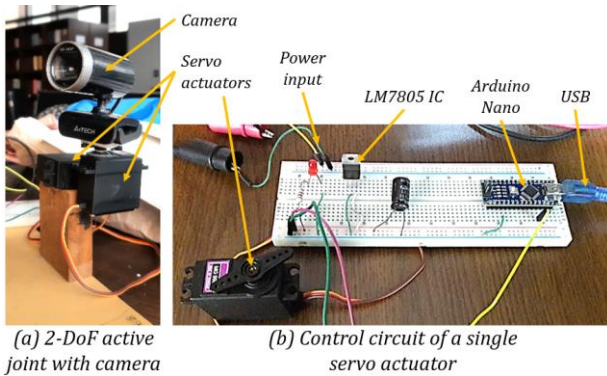 Camera
Servo
actuators
Power
input
LM7805 IC
Arduino
Nano
USB
A4TECH
(a) 2-DoF active
joint with camera
(b) Control circuit of a single
servo actuator